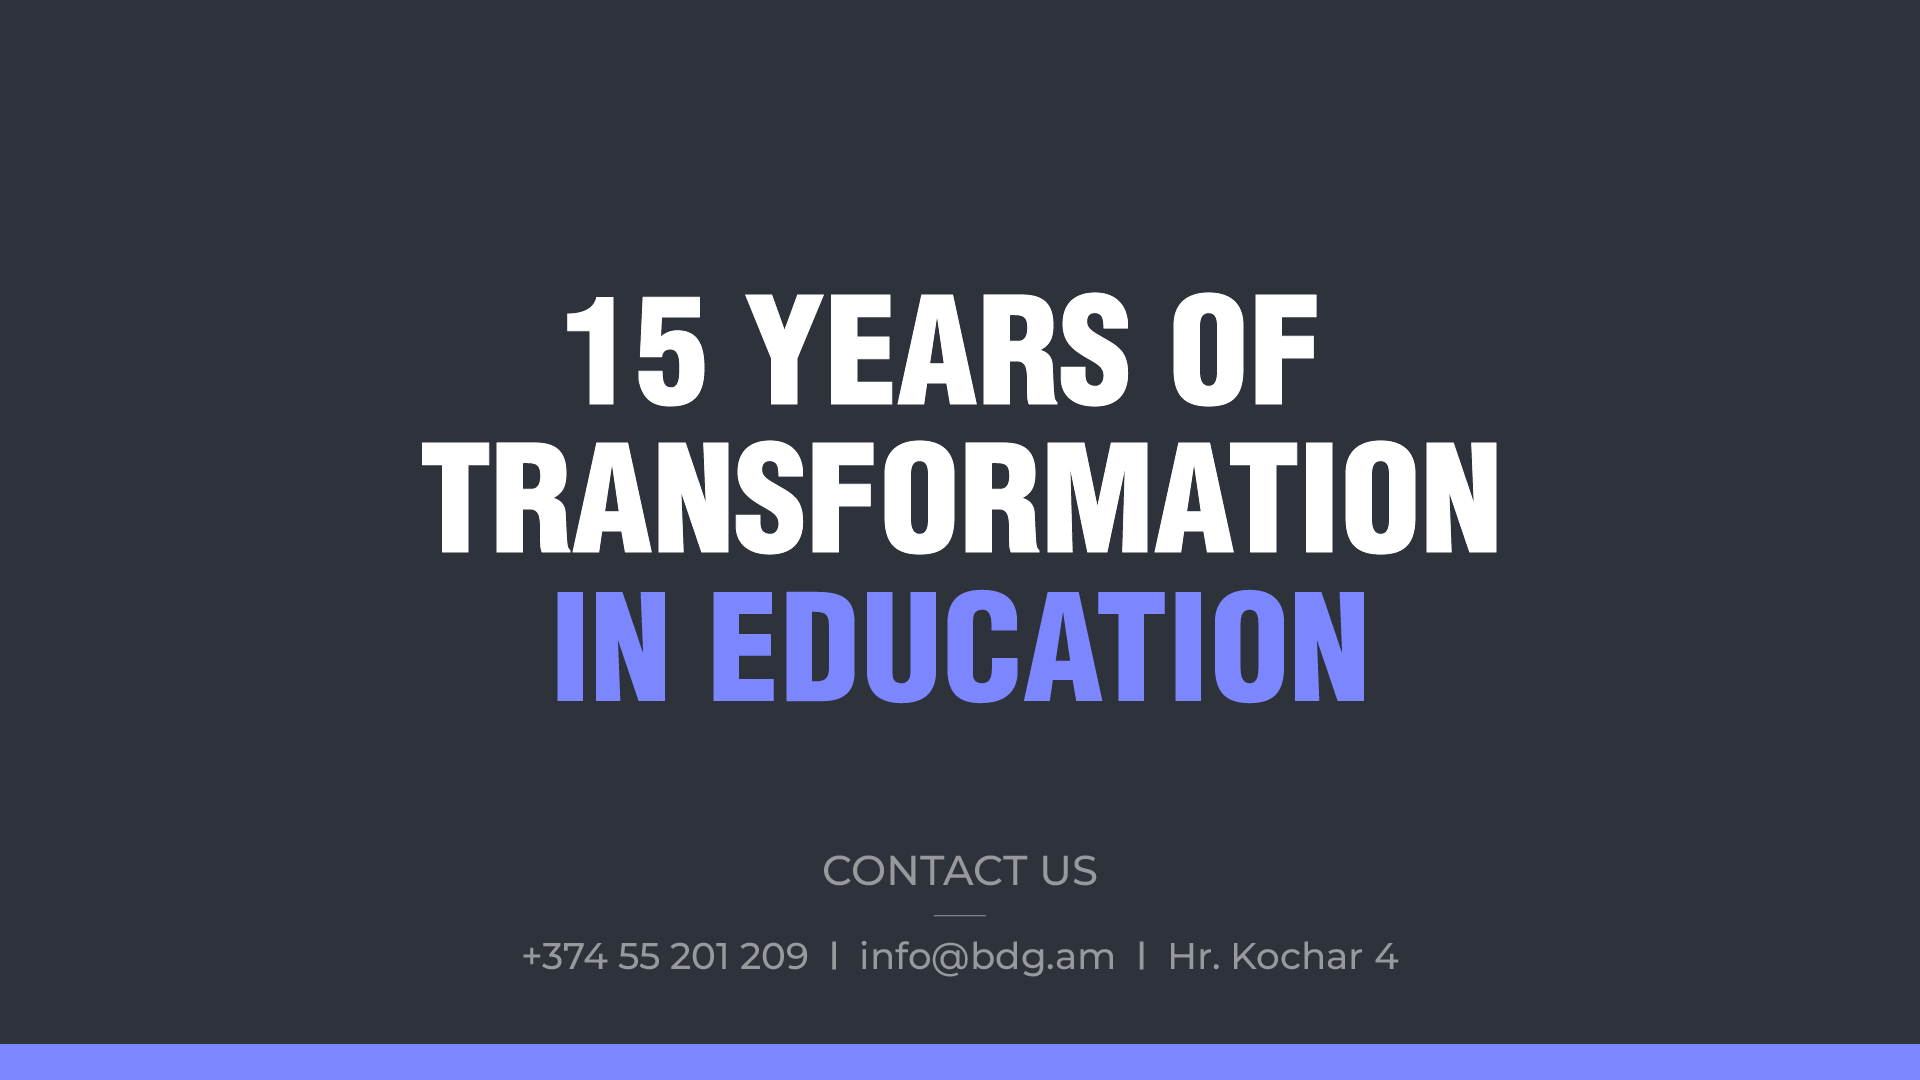 15 YEARS OF
TRANSFORMATION
IN EDUCATION
CONTACT US
+374 55 201 209 | info@bdg.am | Hr. Kochar 4